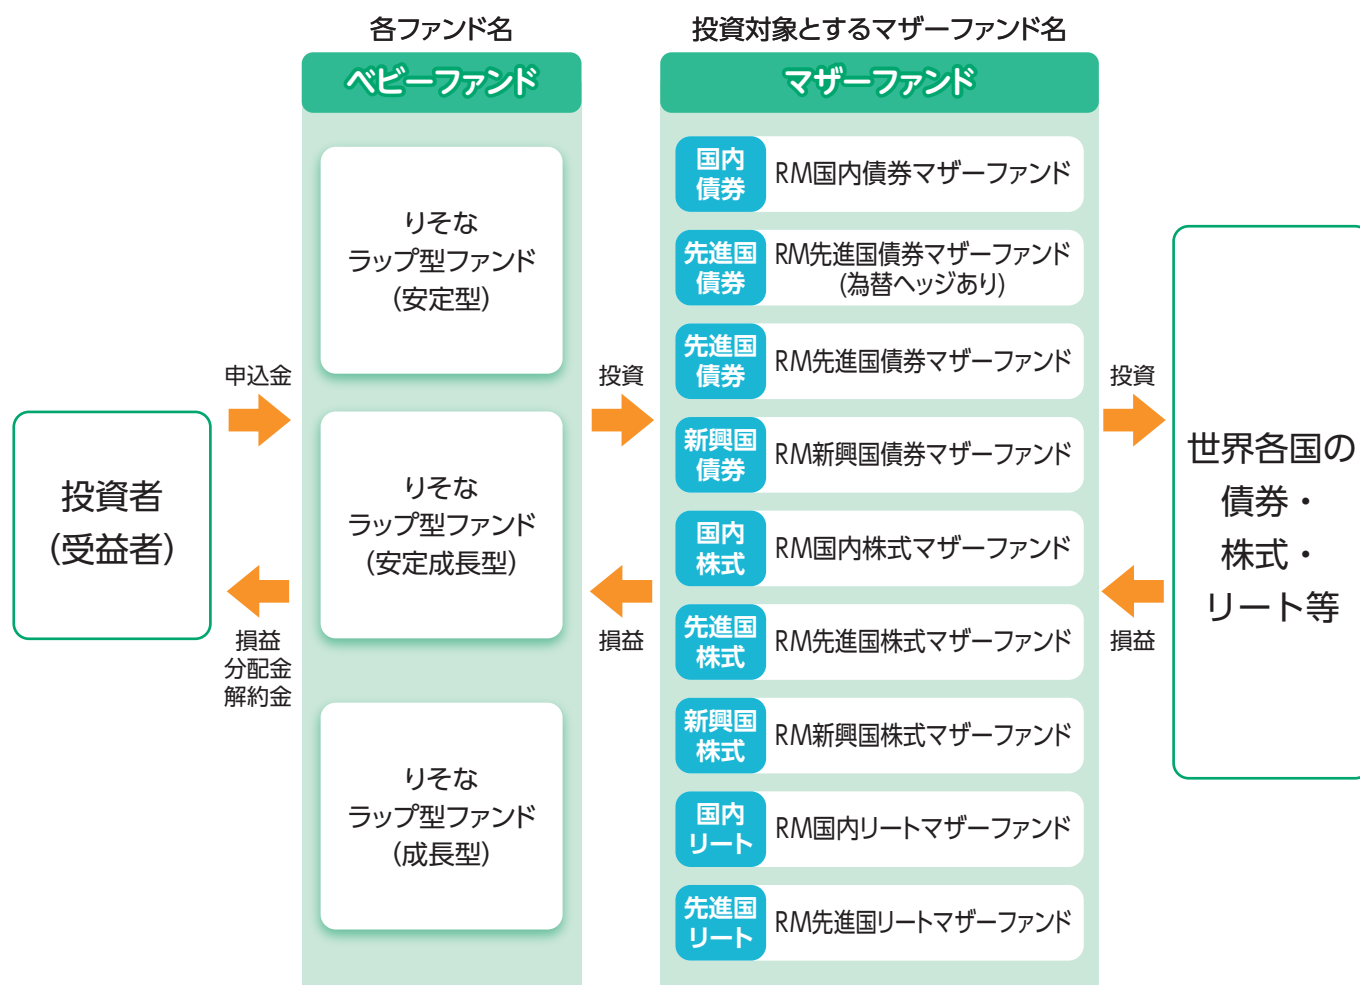 各ファンド名
ベビーファンド
りそな
ラップ型ファンド
(安定型)
りそな
ラップ型ファンド
(安定成長型)
りそな
ラップ型ファンド
(成長型)
投資対象とするマザーファンド名
マザーファンド
国内
債券
RM国内債券マザーファンド
先進国
債券
RM先進国債券マザーファンド
(為替ヘッジあり)
先進国
債券
RM先進国債券マザーファンド
新興国
債券
RM新興国債券マザーファンド
国内
株式
RM国内株式マザーファンド
先進国
株式
RM先進国株式マザーファンド
新興国
株式
RM新興国株式マザーファンド
国内
リート
RM国内リートマザーファンド
先進国
リート
RM先進国リートマザーファンド
投資者
(受益者)
申込金
損益
分配金
解約金
投資
損益
投資
損益
世界各国の
債券・
株式・
リート等